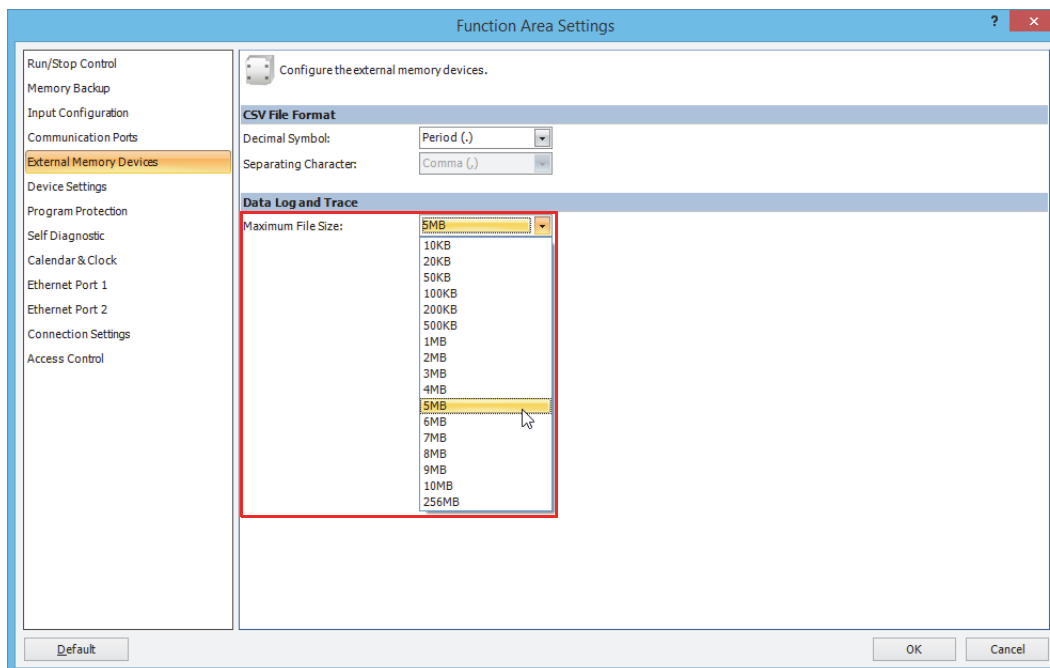 Function Area Settings
?
×
Run/Stop Control
Memory Backup
Input Configuration
Communication Ports
External Memory Devices
Device Settings
Program Protection
Self Diagnostic
Calendar & Clock
Ethernet Port 1
Ethernet Port 2
Connection Settings
Access Control
Configure the external memory devices.
CSV File Format
Decimal Symbol: Period (.)
Separating Character: Comma (,)
Data Log and Trace
Maximum File Size: 5MB
10KB
20KB
50KB
100KB
200KB
500KB
1MB
2MB
3MB
4MB
5MB
6MB
7MB
8MB
9MB
10MB
256MB
Default
OK
Cancel